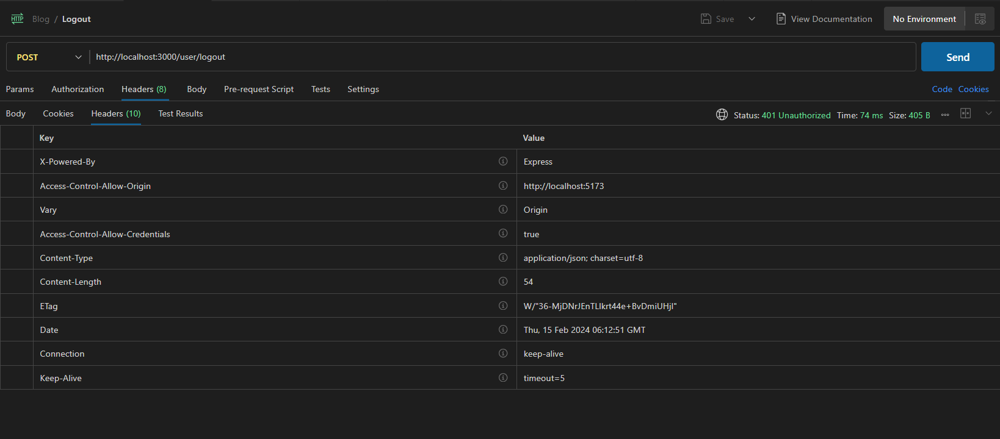 HTTP Blog / Logout Save View Documentation No Environment
POST http://localhost:3000/user/logout Send
Params Authorization Headers (8) Body Pre-request Script Tests Settings Code Cookies
Body Cookies Headers (10) Test Results Status: 401 Unauthorized Time: 74 ms Size: 405 B
Key Value
X-Powered-By Express
Access-Control-Allow-Origin http://localhost:5173
Vary Origin
Access-Control-Allow-Credentials true
Content-Type application/json; charset=utf-8
Content-Length 54
ETag W/"36-MjDNrJEnTLIkrt44e+BvDmiUHjI"
Date Thu, 15 Feb 2024 06:12:51 GMT
Connection keep-alive
Keep-Alive timeout=5